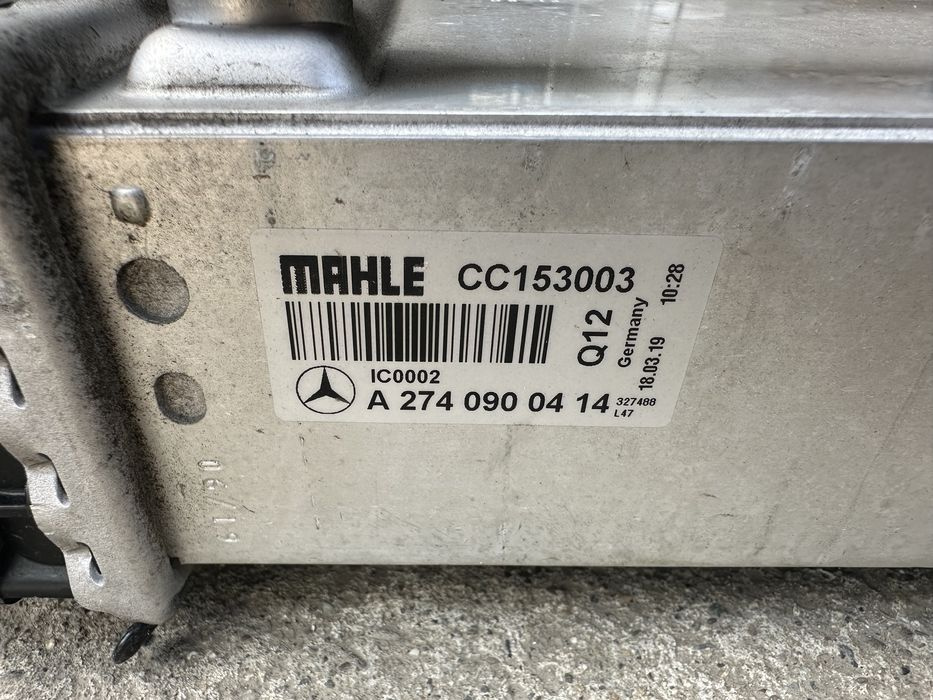 MAHLE CC153003
Q12
Germany
18.03.19 10:28
IC0002
A 274 090 04 14
327488
L47